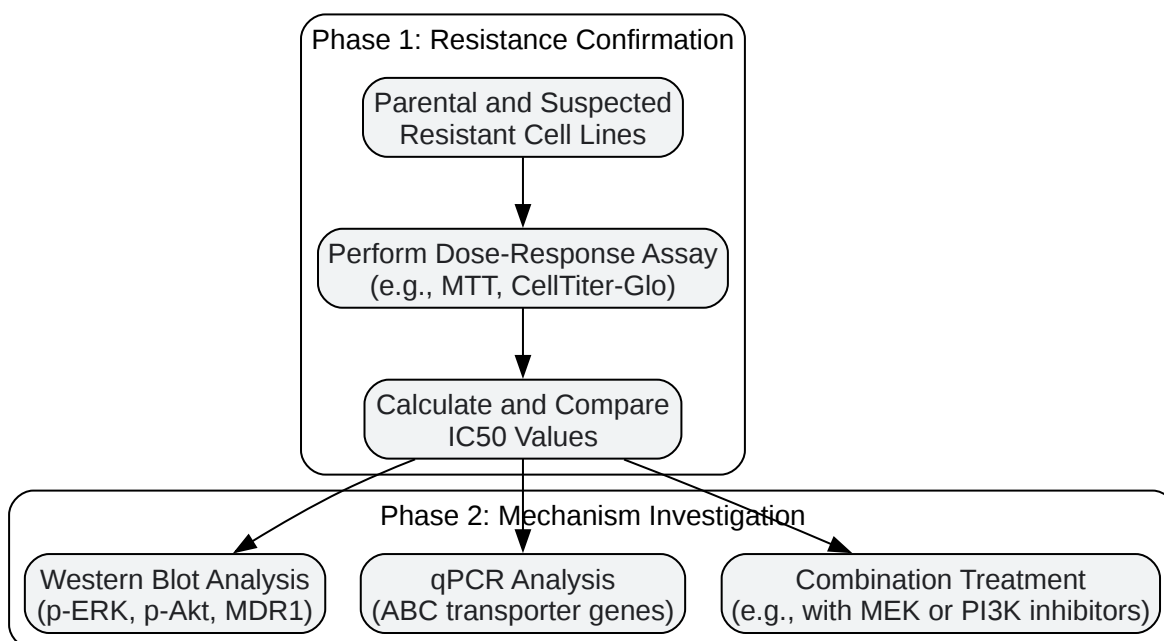 Phase 1: Resistance Confirmation
Parental and Suspected
Resistant Cell Lines
Perform Dose-Response Assay
(e.g., MTT, CellTiter-Glo)
Calculate and Compare
IC50 Values
Phase 2: Mechanism Investigation
Western Blot Analysis
(p-ERK, p-Akt, MDR1)
qPCR Analysis
(ABC transporter genes)
Combination Treatment
(e.g., with MEK or PI3K inhibitors)